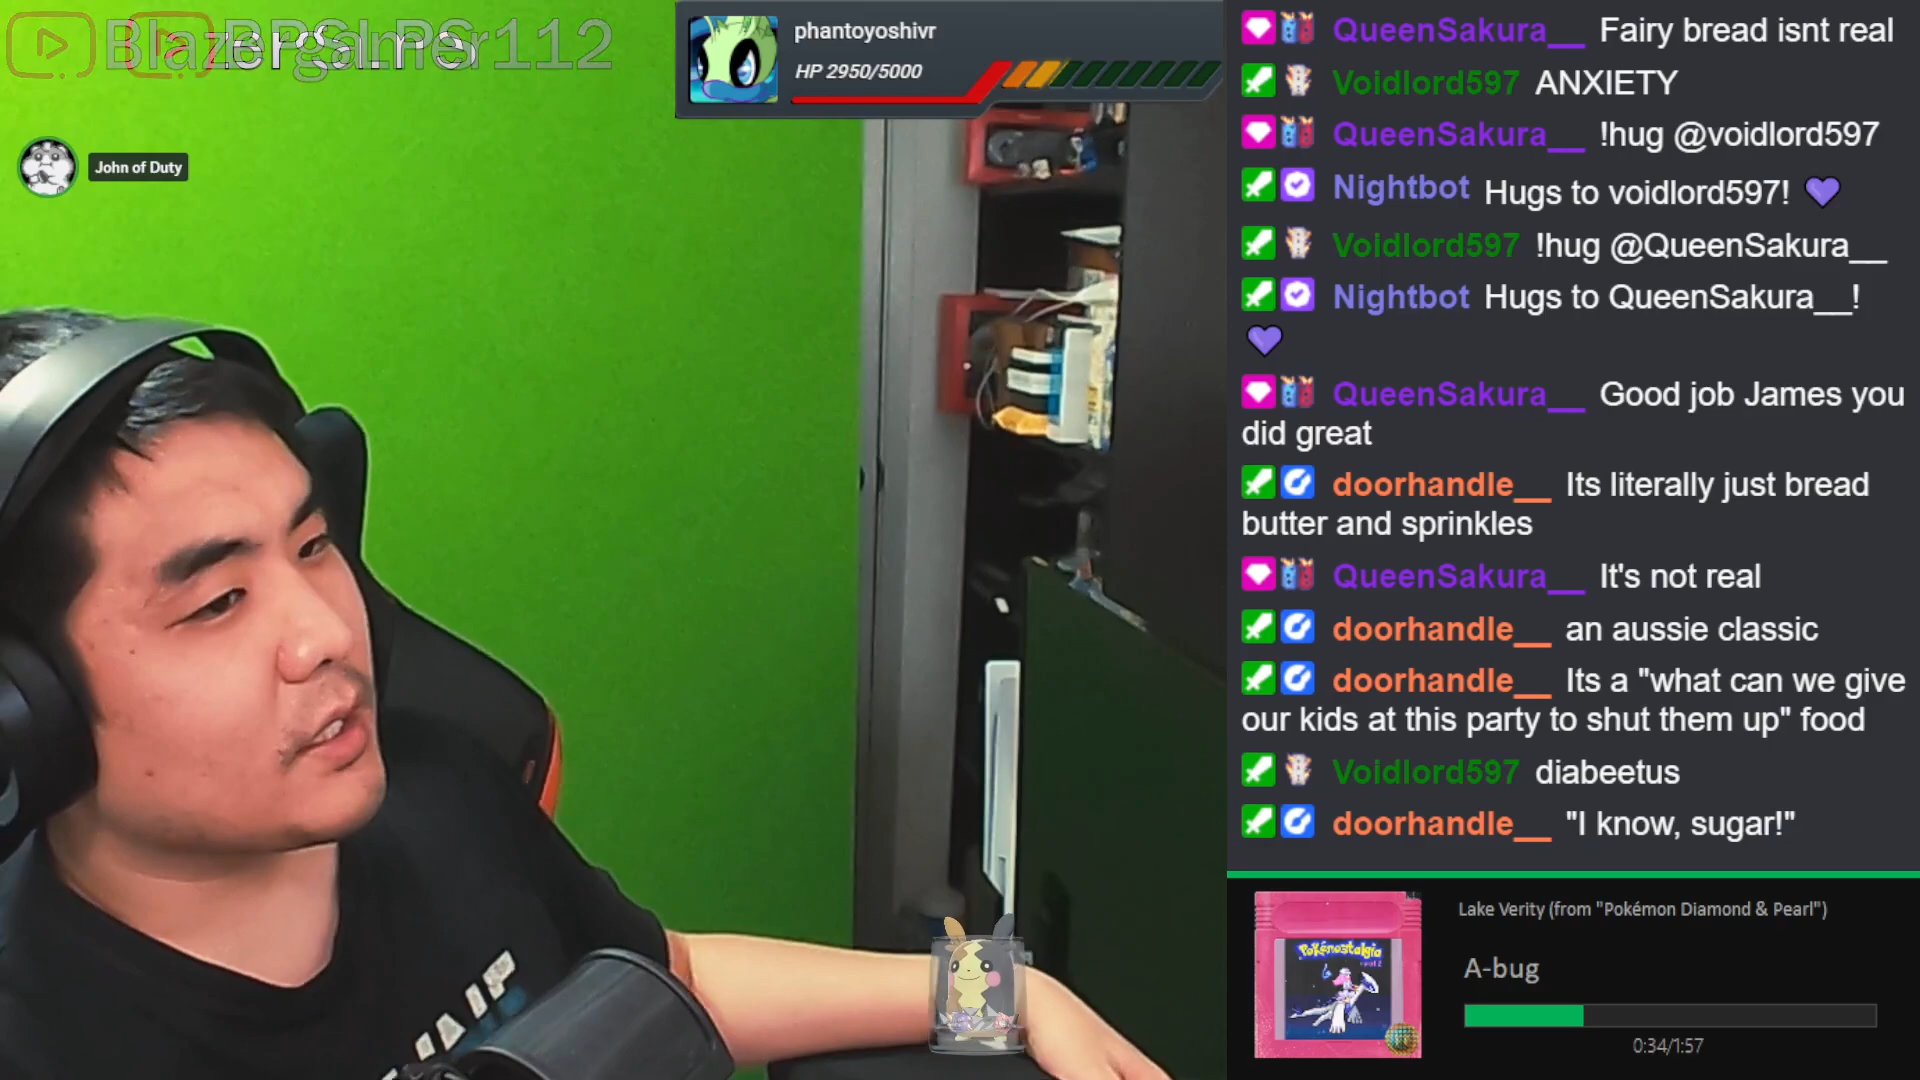 BlazerGamer112
phantoyoshivr
HP 2950/5000
John of Duty
QueenSakura__ Fairy bread isnt real
Voidlord597 ANXIETY
QueenSakura__ !hug @voidlord597
Nightbot Hugs to voidlord597!
Voidlord597 !hug @QueenSakura__
Nightbot Hugs to QueenSakura__!
QueenSakura__ Good job James you
did great
doorhandle__ Its literally just bread
butter and sprinkles
QueenSakura__ It's not real
doorhandle__ an aussie classic
doorhandle__ Its a "what can we give
our kids at this party to shut them up" food
Voidlord597 diabeetus
doorhandle__ "I know, sugar!"
Lake Verity (from "Pokémon Diamond & Pearl")
Pokénostalgia
A-bug
0:34/1:57